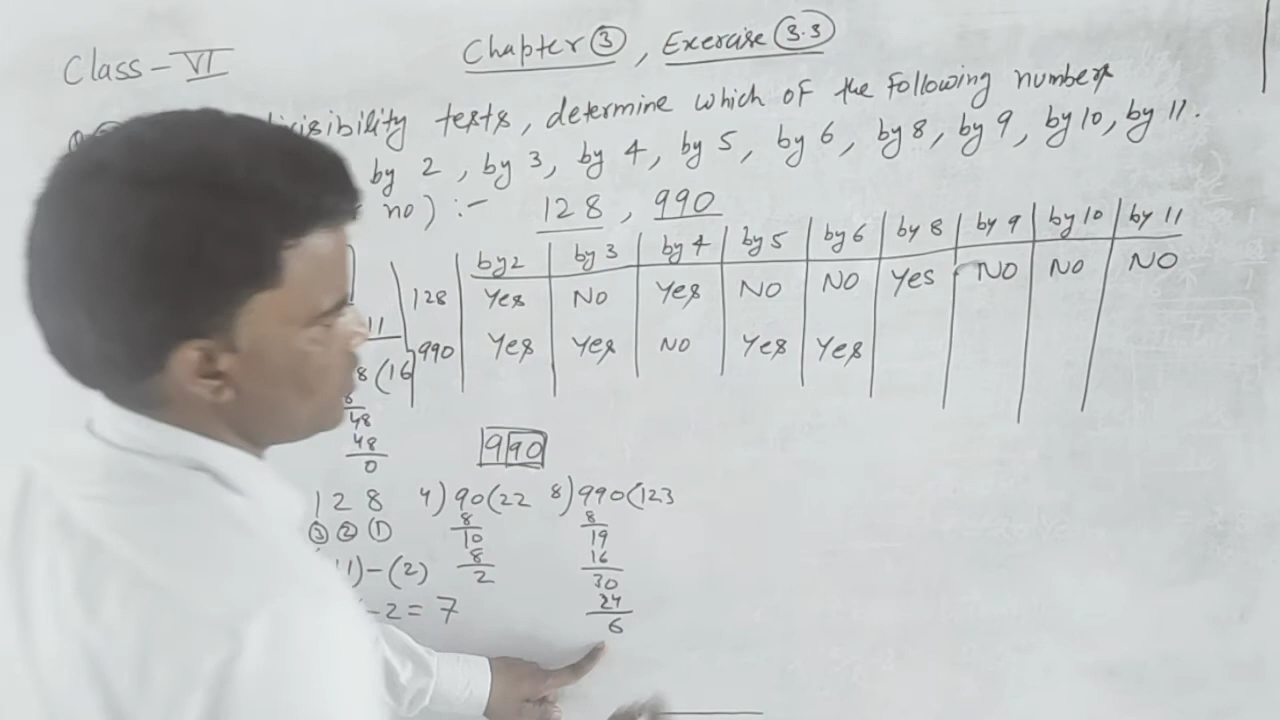 Class - VI
Chapter 3, Exercise 3.3
divisibility tests, determine which of the following numbers
by 2, by 3, by 4, by 5, by 6, by 8, by 9, by 10, by 11.
no) :- 128, 990
by 2 by 3 by 4 by 5 by 6 by 8 by 9 by 10 by 11
128 Yes NO Yes NO NO Yes NO NO NO
990 Yes Yes NO Yes Yes
11
8 (16
48
48
0
990
128
3 2 1
)-(2)
-2 = 7
4) 90 (22
8
10
8
2
8) 990 (123
8
19
16
30
24
6